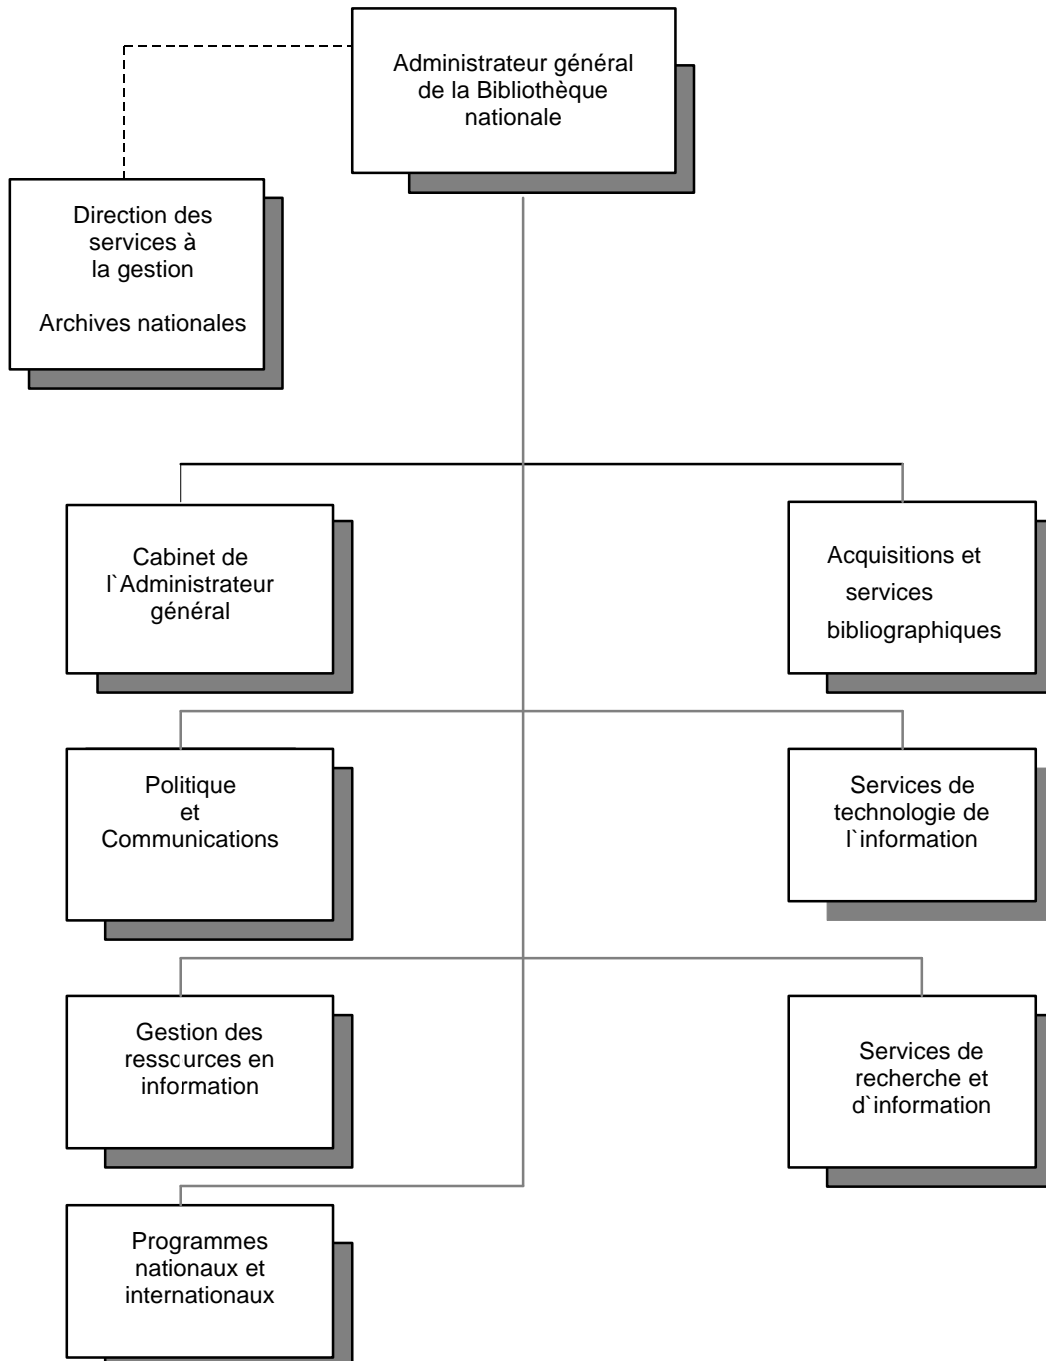 Administrateur général
de la Bibliothèque
nationale
Direction des
services à
la gestion
Archives nationales
Cabinet de
l`Administrateur
général
Acquisitions et
services
bibliographiques
Politique
et
Communications
Services de
technologie de
l`information
Gestion des
ressources en
information
Services de
recherche et
d`information
Programmes
nationaux et
internationaux